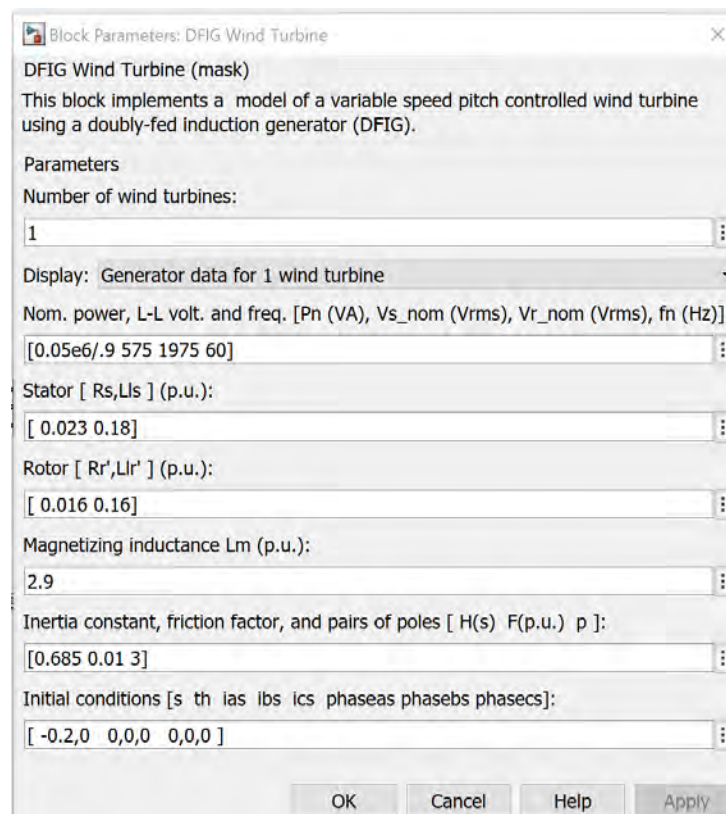 Block Parameters: DFIG Wind Turbine
DFIG Wind Turbine (mask)
This block implements a model of a variable speed pitch controlled wind turbine
using a doubly-fed induction generator (DFIG).
Parameters
Number of wind turbines:
1
Display: Generator data for 1 wind turbine
Nom. power, L-L volt. and freq. [Pn (VA), Vs_nom (Vrms), Vr_nom (Vrms), fn (Hz)]
[0.05e6/.9 575 1975 60]
Stator [ Rs,Lls ] (p.u.):
[ 0.023 0.18]
Rotor [ Rr',Llr' ] (p.u.):
[ 0.016 0.16]
Magnetizing inductance Lm (p.u.):
2.9
Inertia constant, friction factor, and pairs of poles [ H(s) F(p.u.) p ]:
[0.685 0.01 3]
Initial conditions [s th ias ibs ics phaseas phasebs phasecs]:
[ -0.2,0 0,0,0 0,0,0 ]
OK Cancel Help Apply